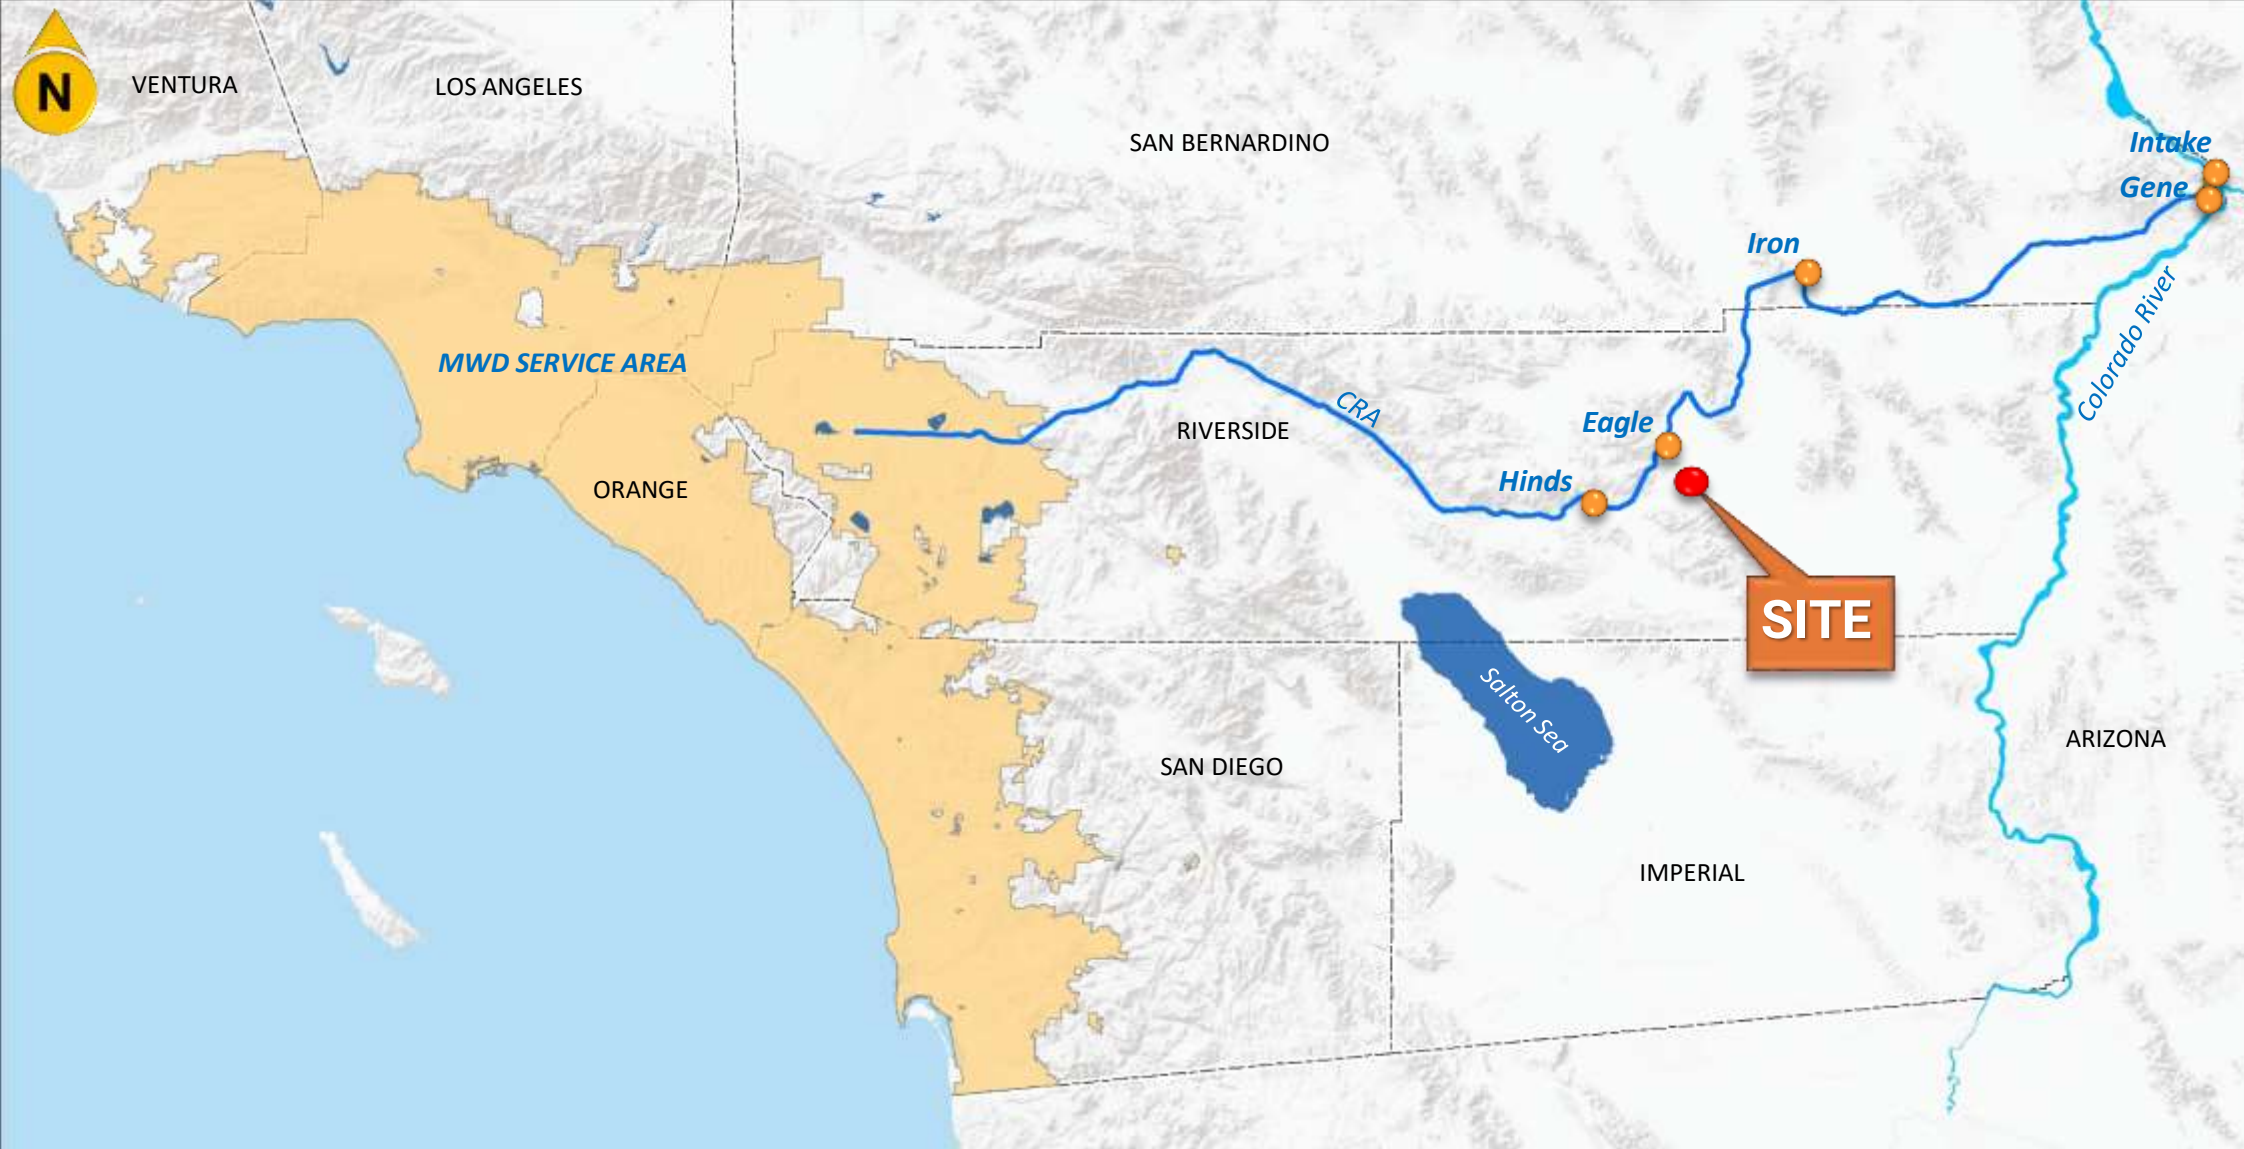 N
VENTURA
LOS ANGELES
SAN BERNARDINO
Intake
Gene
Iron
Colorado River
MWD SERVICE AREA
CRA
RIVERSIDE
Eagle
Hinds
ORANGE
SITE
Salton Sea
ARIZONA
SAN DIEGO
IMPERIAL